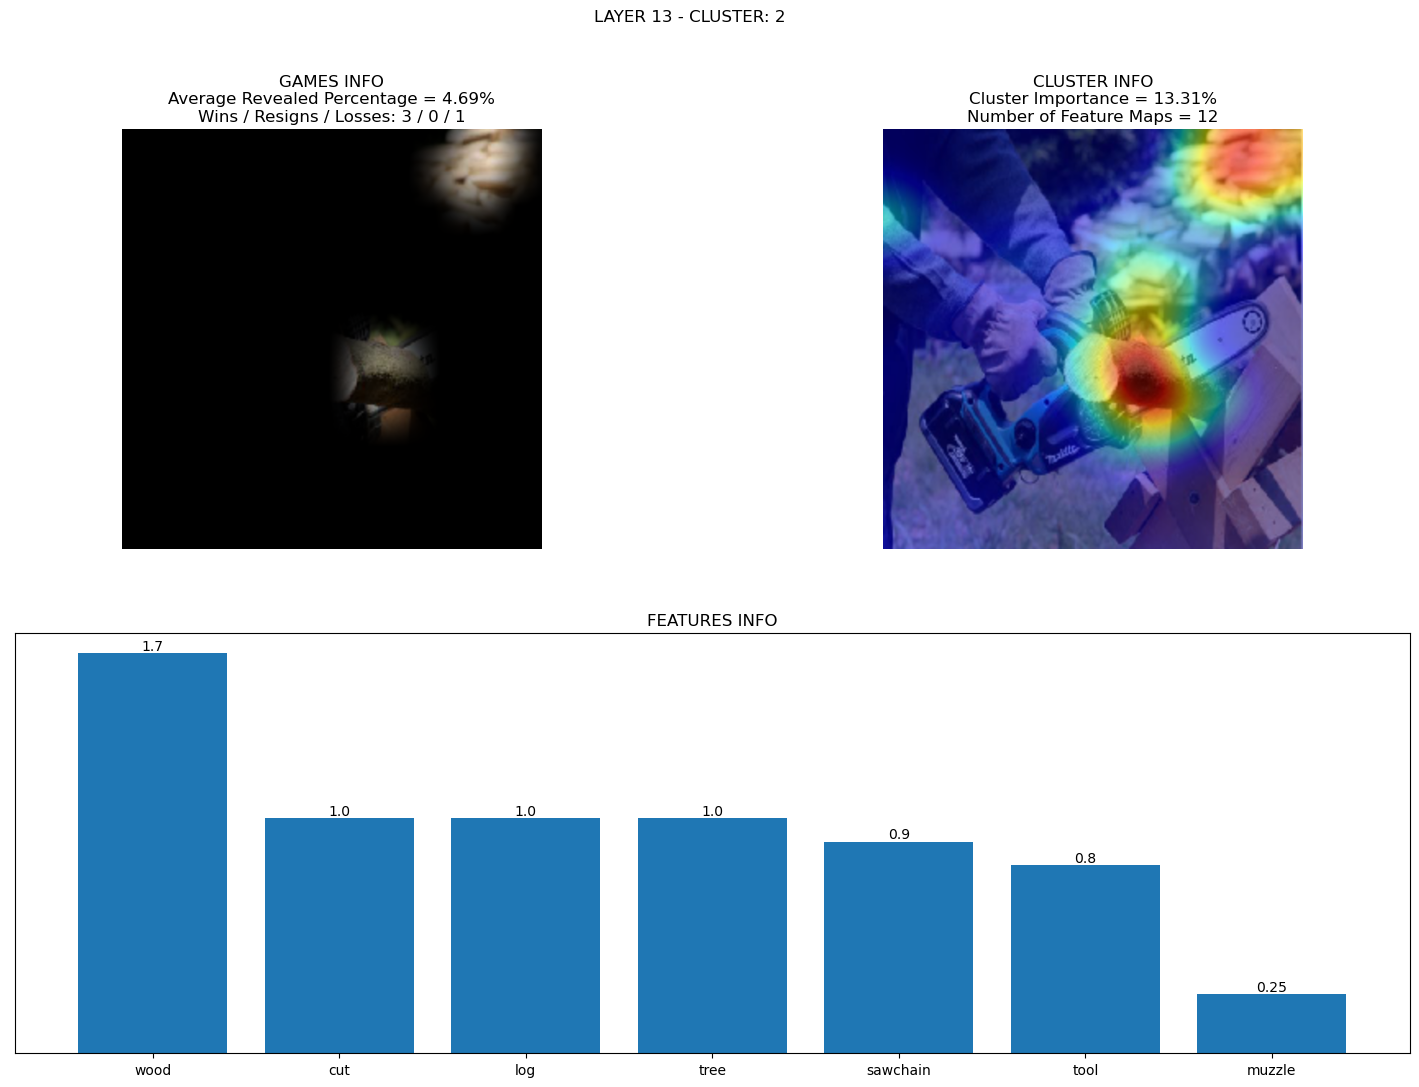 LAYER 13 - CLUSTER: 2
GAMES INFO
Average Revealed Percentage = 4.69%
Wins / Resigns / Losses: 3 / 0 / 1
CLUSTER INFO
Cluster Importance = 13.31%
Number of Feature Maps = 12
makita
FEATURES INFO
1.7
1.0
1.0
1.0
0.9
0.8
0.25
wood
cut
log
tree
sawchain
tool
muzzle